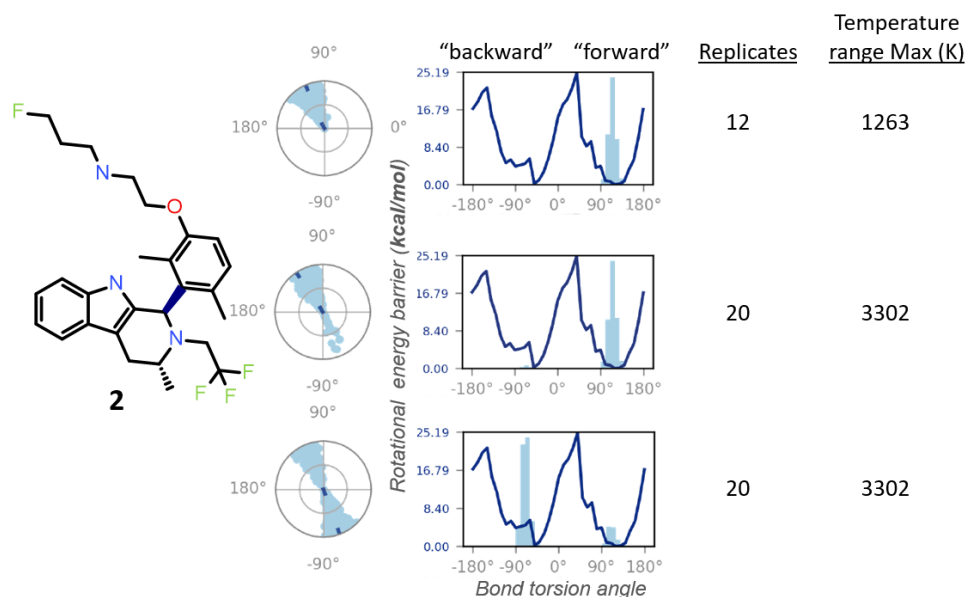 "backward" "forward" Replicates Temperature
range Max (K)
F
N
O
N
N
F
F
F
2
90°
180° 0°
-90°
25.19
16.79
8.40
0.00
-180° -90° 0° 90° 180°
12 1263
90°
180°
-90°
25.19
16.79
8.40
0.00
-180° -90° 0° 90° 180°
20 3302
90°
180°
-90°
25.19
16.79
8.40
0.00
-180° -90° 0° 90° 180°
20 3302
Rotational energy barrier (kcal/mol)
Bond torsion angle